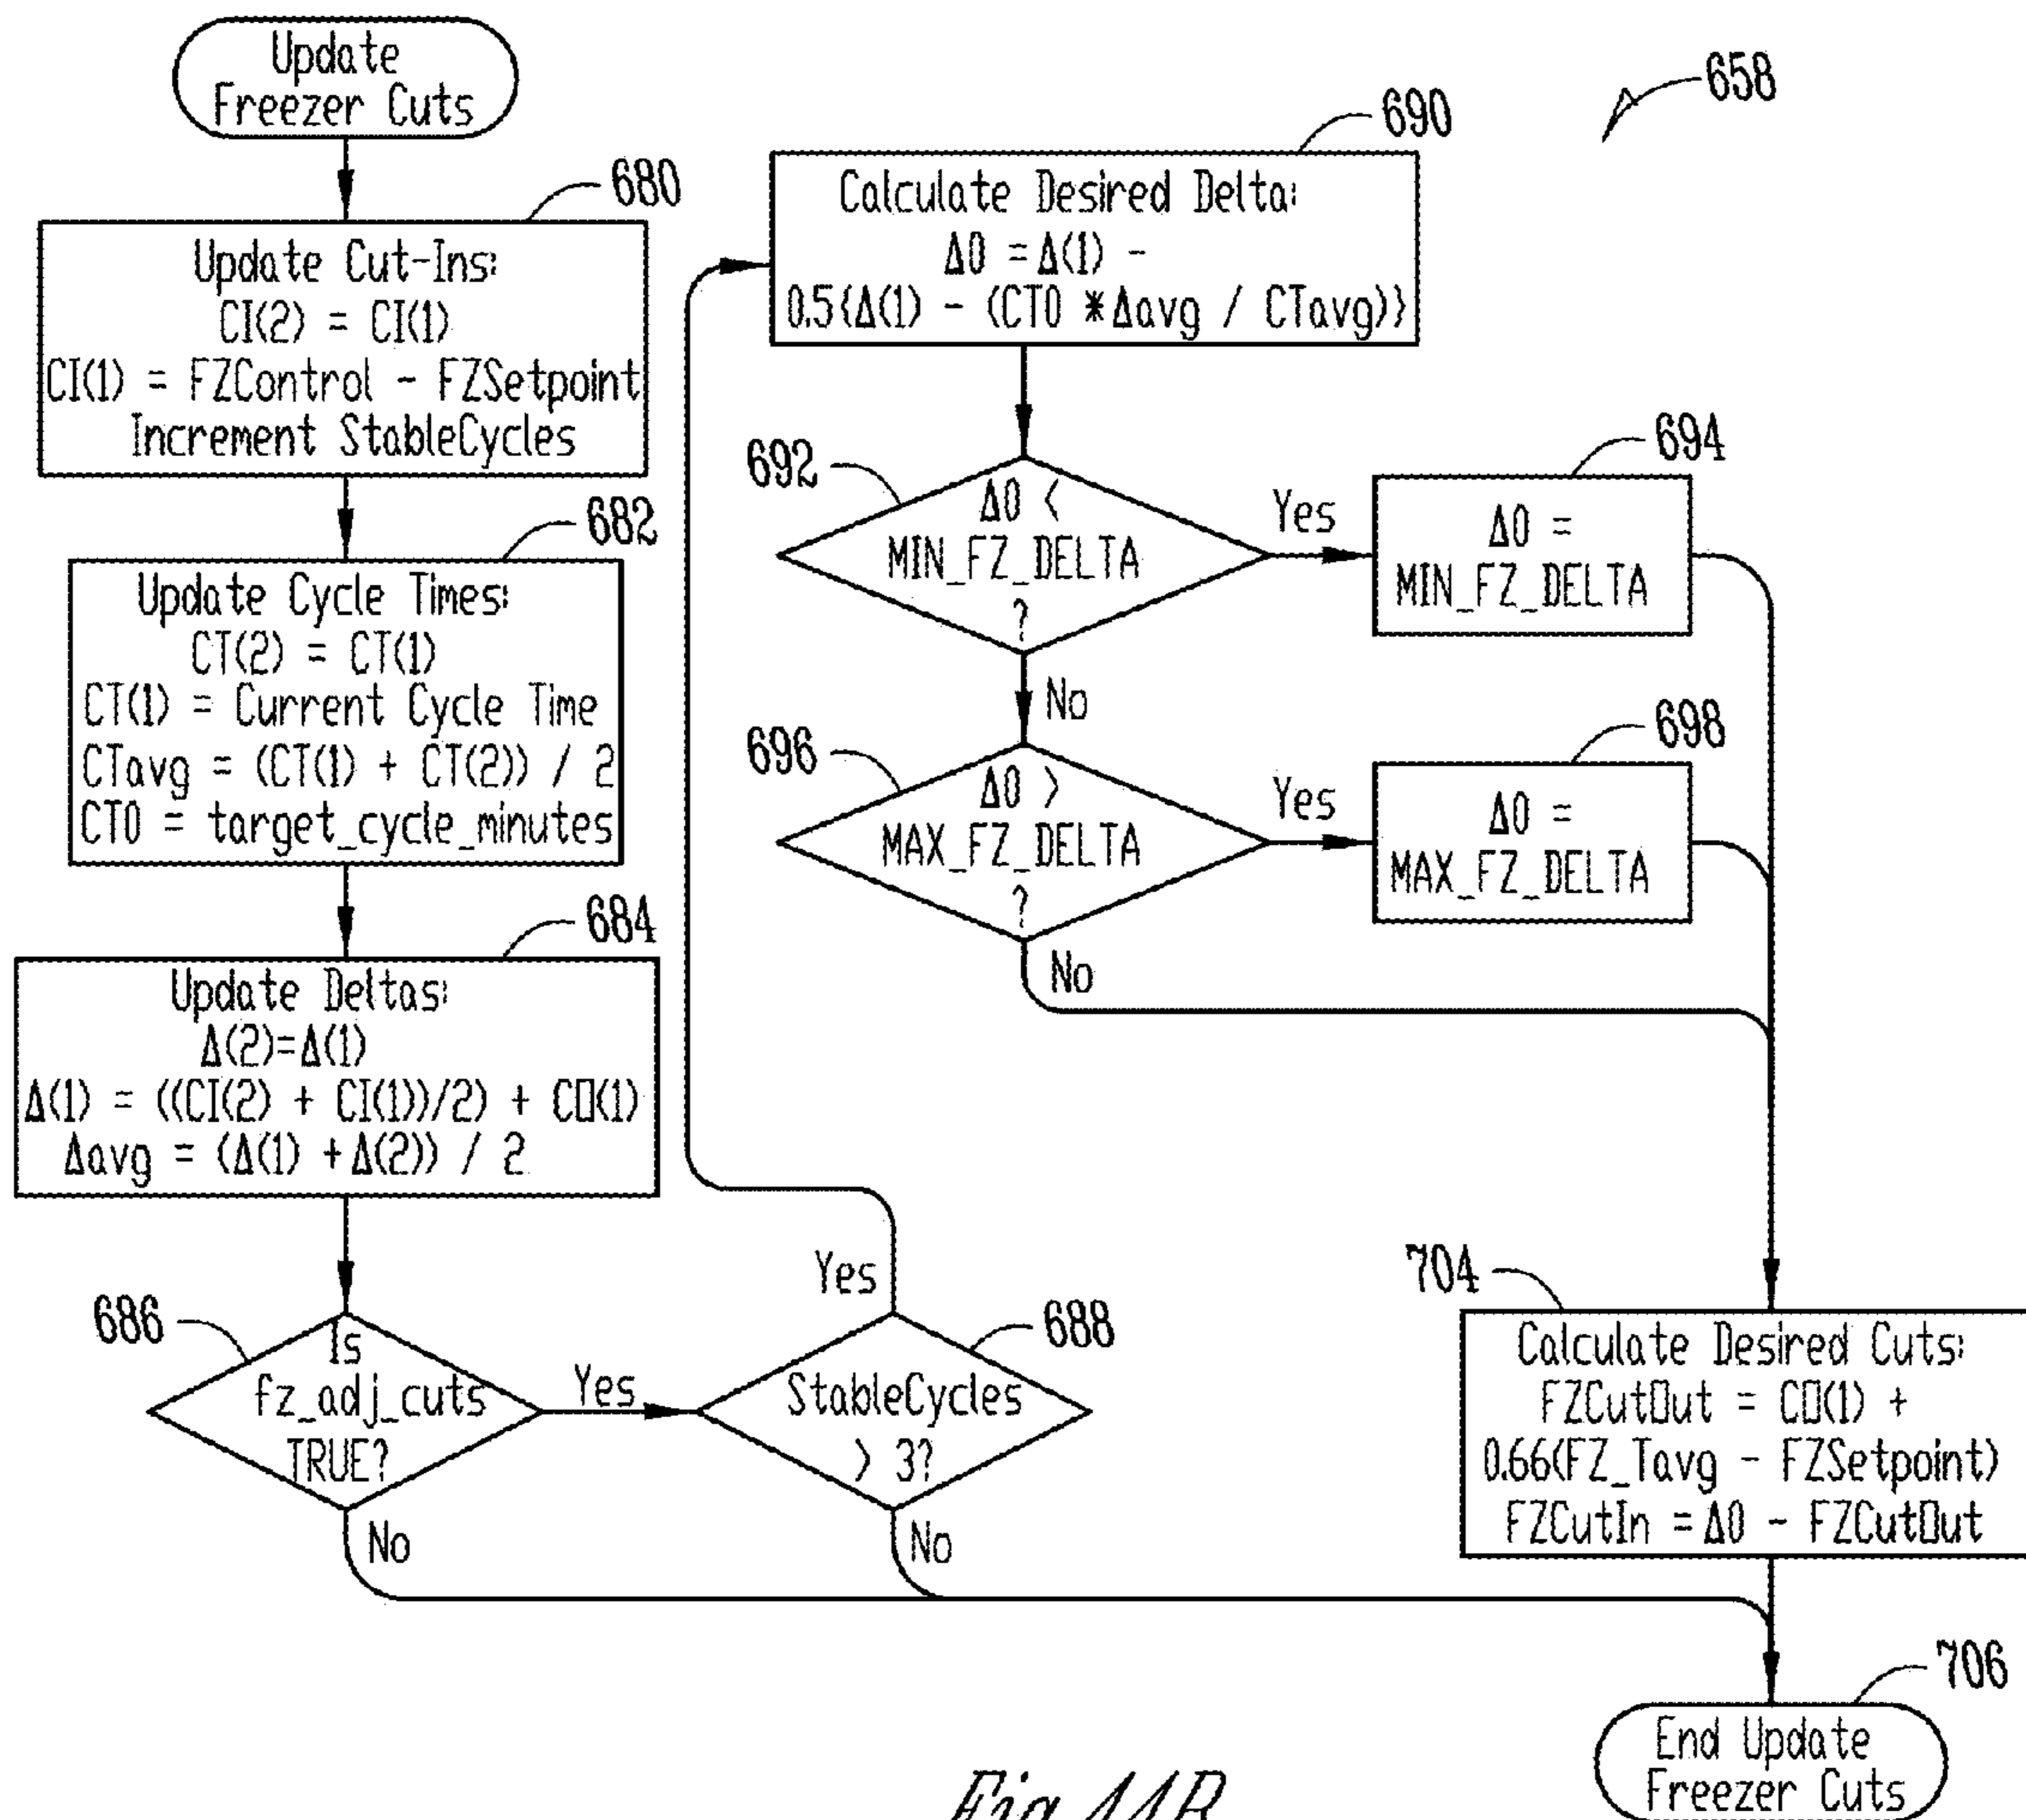 Update
Freezer Cuts
680
Update Cut-Ins:
CI(2) = CI(1)
CI(1) = FZControl - FZSetpoint
Increment StableCycles
682
Update Cycle Times:
CT(2) = CT(1)
CT(1) = Current Cycle Time
CTavg = (CT(1) + CT(2)) / 2
CT0 = target_cycle_minutes
684
Update Deltas:
Δ(2)=Δ(1)
Δ(1) = ((CI(2) + CI(1))/2) + CO(1)
Δavg = (Δ(1) +Δ(2)) / 2
686
Is
fz_adj_cuts
TRUE?
Yes
No
688
StableCycles
> 3?
Yes
No
658
690
Calculate Desired Delta:
Δ0 = Δ(1) -
0.5{Δ(1) - (CT0 *Δavg / CTavg)}
692
Δ0 <
MIN_FZ_DELTA
?
Yes
No
694
Δ0 =
MIN_FZ_DELTA
696
Δ0 >
MAX_FZ_DELTA
?
Yes
No
698
Δ0 =
MAX_FZ_DELTA
704
Calculate Desired Cuts:
FZCutOut = CO(1) +
0.66(FZ_Tavg - FZSetpoint)
FZCutIn = Δ0 - FZCutOut
706
End Update
Freezer Cuts
Fig. 11B